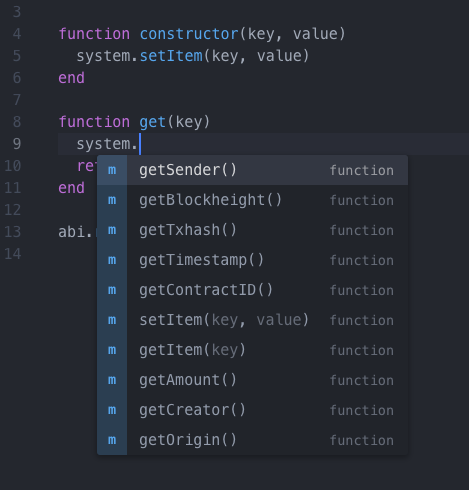 3
4 function constructor(key, value)
5 system.setItem(key, value)
6 end
7
8 function get(key)
9 system.
m getSender() function
10 ret
m getBlockheight() function
11 end
12
m getTxhash() function
13 abi.
14
m getTimestamp() function
m getContractID() function
m setItem(key, value) function
m getItem(key) function
m getAmount() function
m getCreator() function
m getOrigin() function